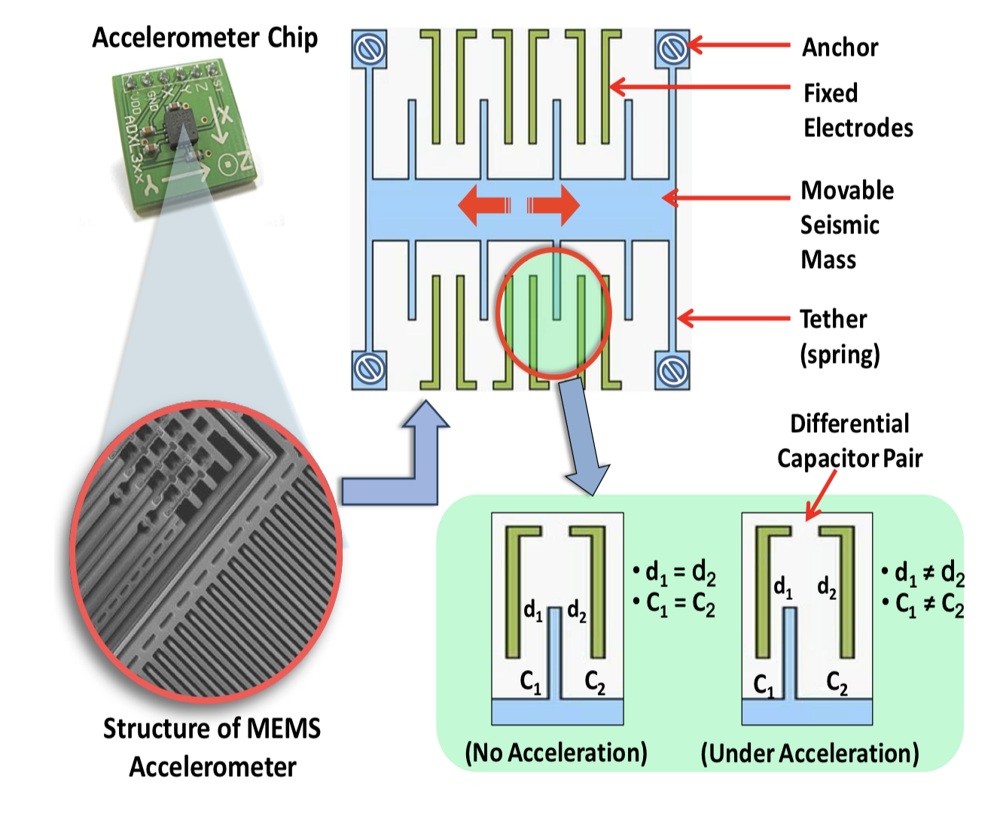 Accelerometer Chip
VDD
GND
X
Y
Z
ST
ADXL3xx
X
Y
Z
Anchor
Fixed
Electrodes
Movable
Seismic
Mass
Tether
(spring)
Differential
Capacitor Pair
d₁ d₂
C₁ C₂
• d₁ = d₂
• C₁ = C₂
(No Acceleration)
d₁ d₂
C₁ C₂
• d₁ ≠ d₂
• C₁ ≠ C₂
(Under Acceleration)
Structure of MEMS
Accelerometer